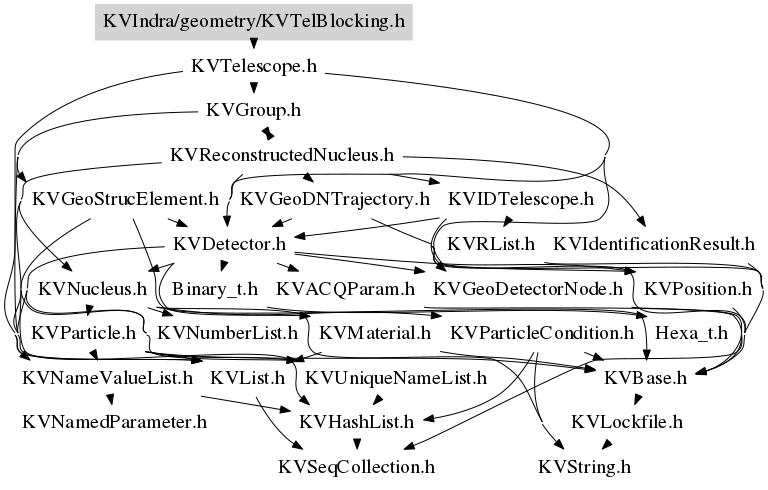 KVIndra/geometry/KVTelBlocking.h
KVTelescope.h
KVGroup.h
KVReconstructedNucleus.h
KVGeoStrucElement.h KVGeoDNTrajectory.h KVIDTelescope.h
KVDetector.h KVRList.h KVIdentificationResult.h
KVNucleus.h Binary_t.h KVACQParam.h KVGeoDetectorNode.h KVPosition.h
KVParticle.h KVNumberList.h KVMaterial.h KVParticleCondition.h Hexa_t.h
KVNameValueList.h KVList.h KVUniqueNameList.h KVBase.h
KVNamedParameter.h KVHashList.h KVLockfile.h
KVSeqCollection.h KVString.h